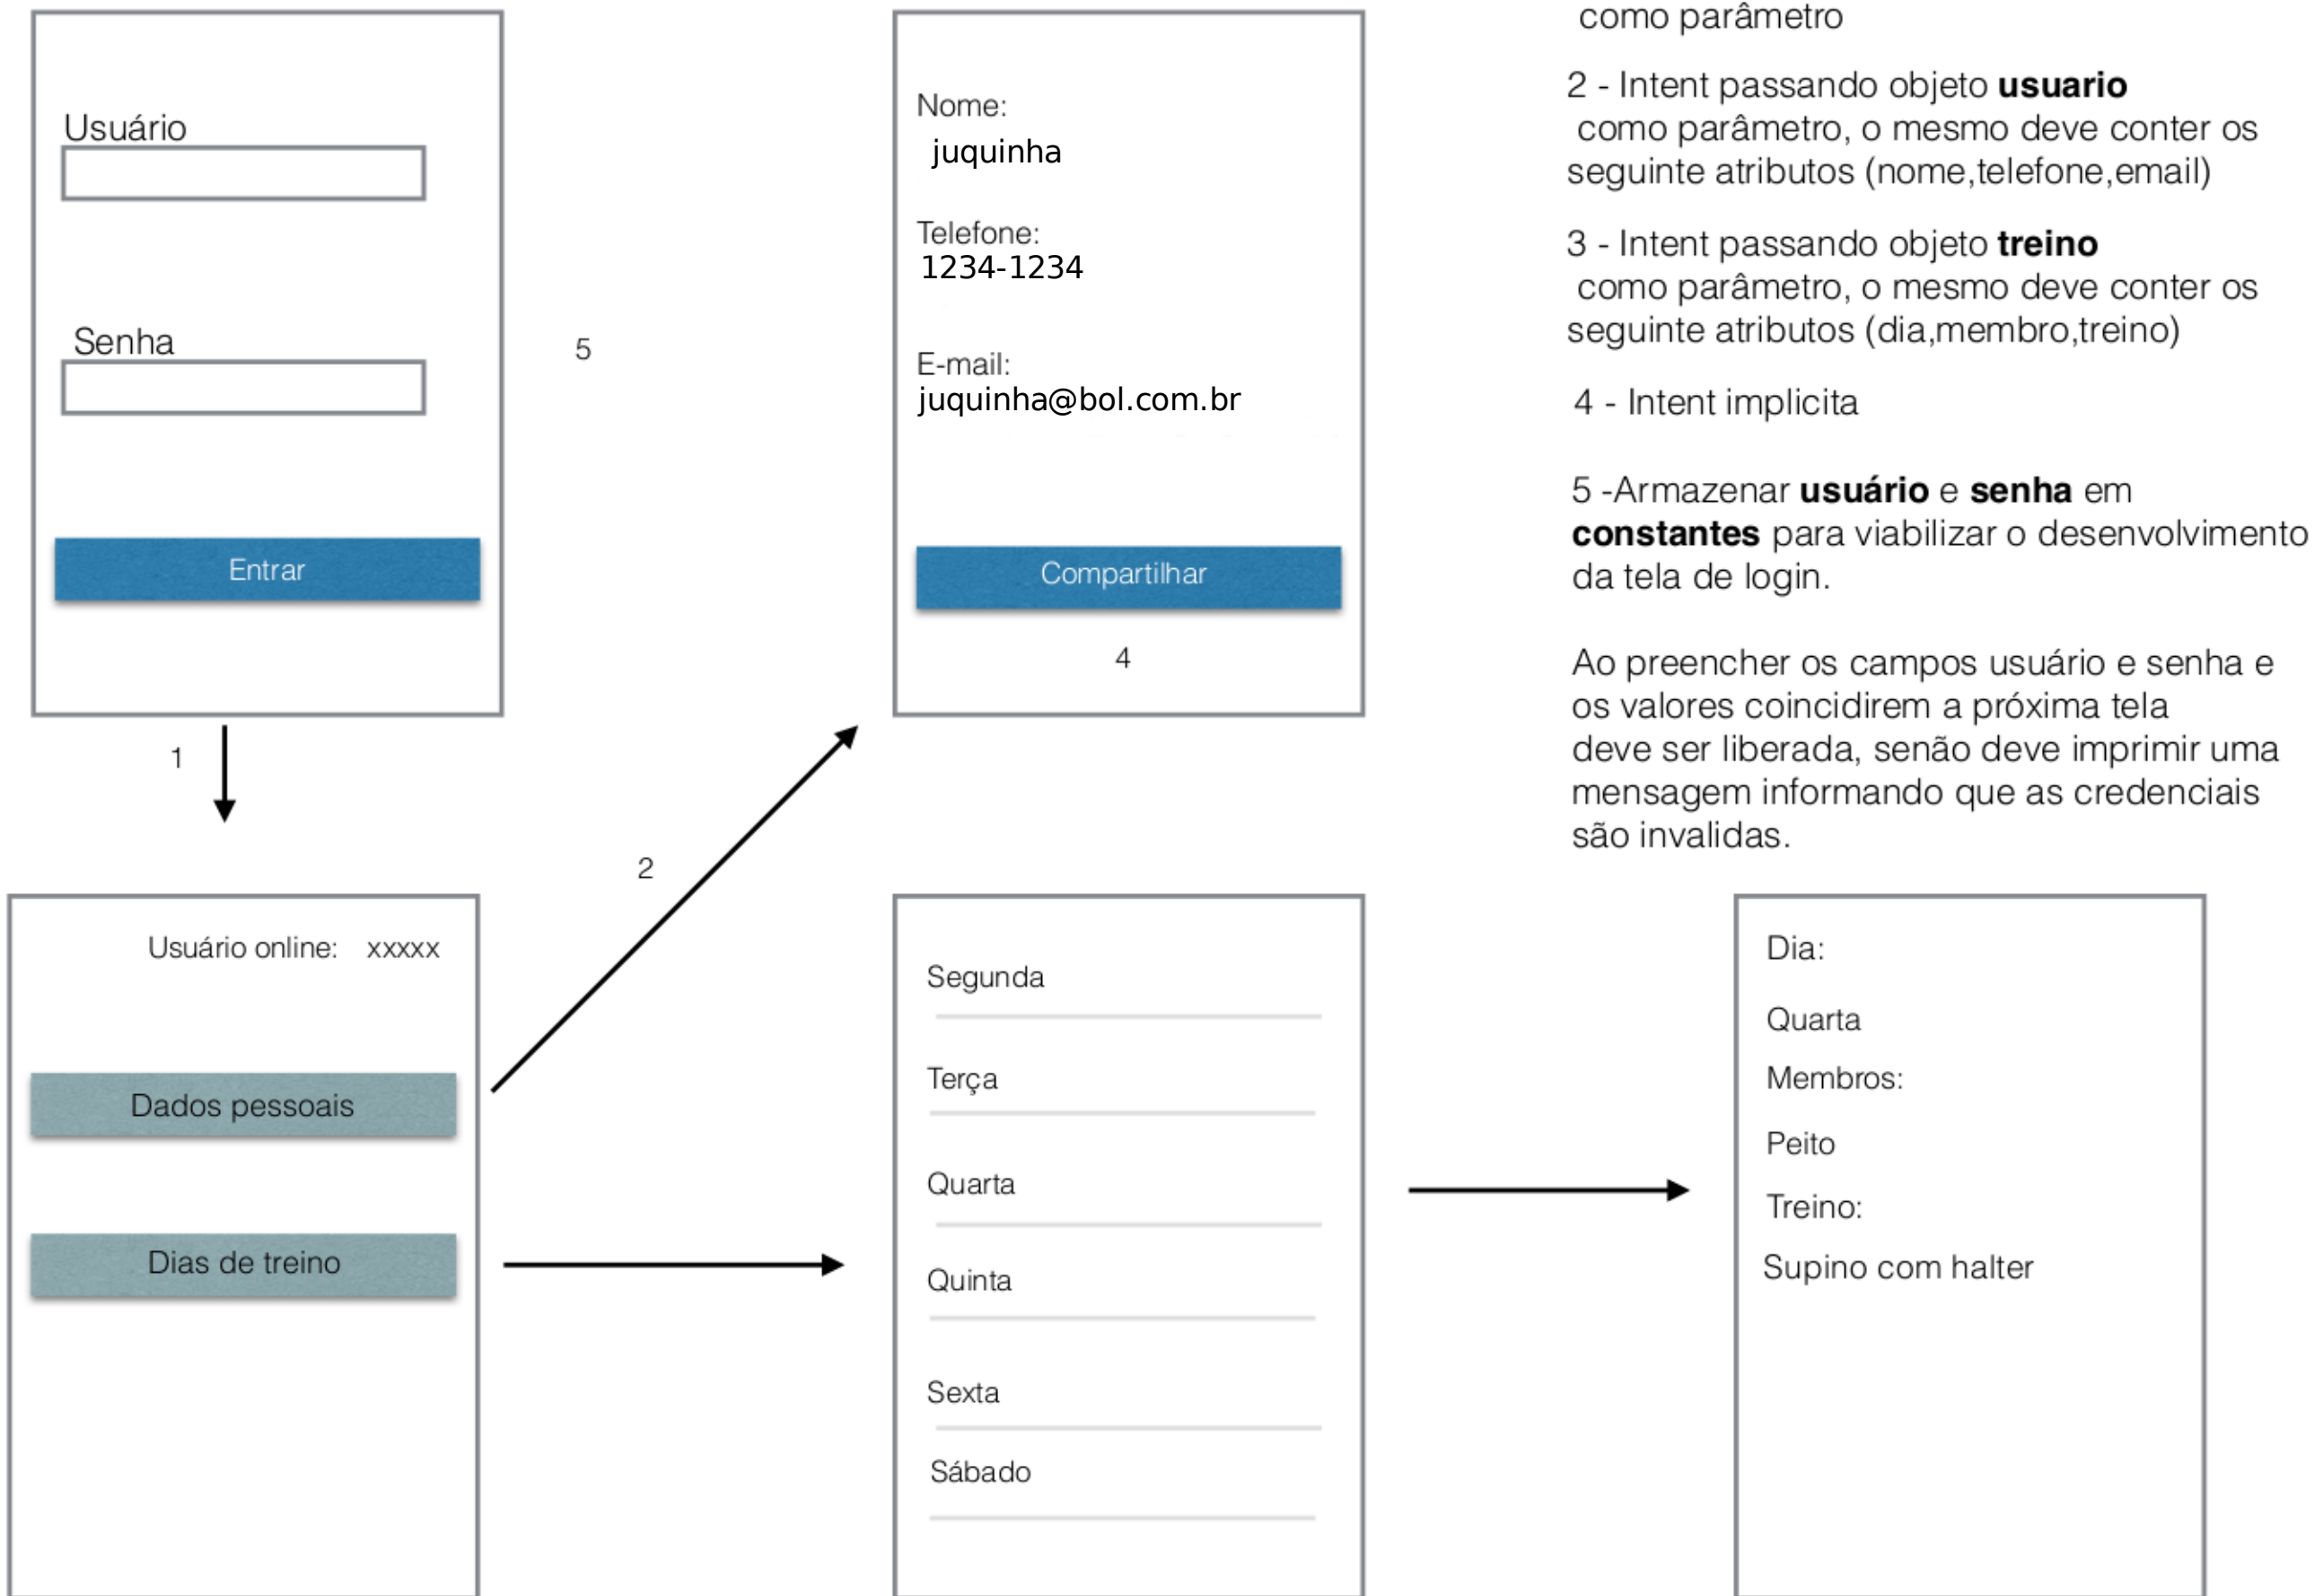 Usuário
Senha
Entrar
5
1
Nome:
juquinha
Telefone:
1234-1234
E-mail:
juquinha@bol.com.br
Compartilhar
4
2
como parâmetro
2 - Intent passando objeto usuario
como parâmetro, o mesmo deve conter os
seguinte atributos (nome,telefone,email)
3 - Intent passando objeto treino
como parâmetro, o mesmo deve conter os
seguinte atributos (dia,membro,treino)
4 - Intent implicita
5 -Armazenar usuário e senha em
constantes para viabilizar o desenvolvimento
da tela de login.
Ao preencher os campos usuário e senha e
os valores coincidirem a próxima tela
deve ser liberada, senão deve imprimir uma
mensagem informando que as credenciais
são invalidas.
Usuário online: xxxxx
Dados pessoais
Dias de treino
Segunda
Terça
Quarta
Quinta
Sexta
Sábado
Dia:
Quarta
Membros:
Peito
Treino:
Supino com halter